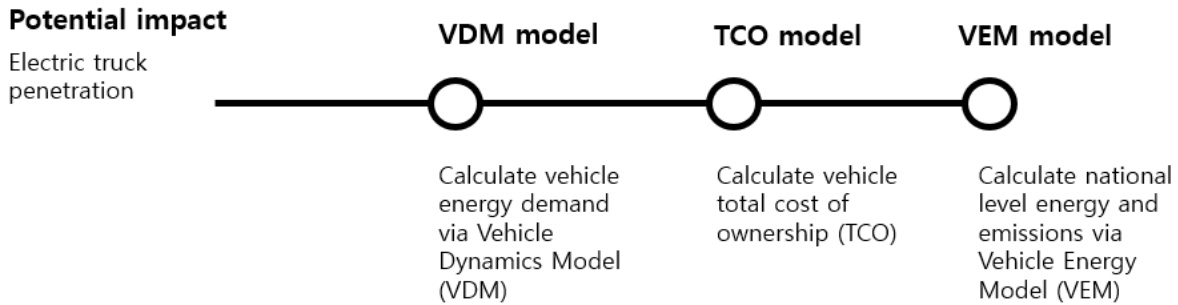 Potential impact
Electric truck
penetration
VDM model
Calculate vehicle
energy demand
via Vehicle
Dynamics Model
(VDM)
TCO model
Calculate vehicle
total cost of
ownership (TCO)
VEM model
Calculate national
level energy and
emissions via
Vehicle Energy
Model (VEM)